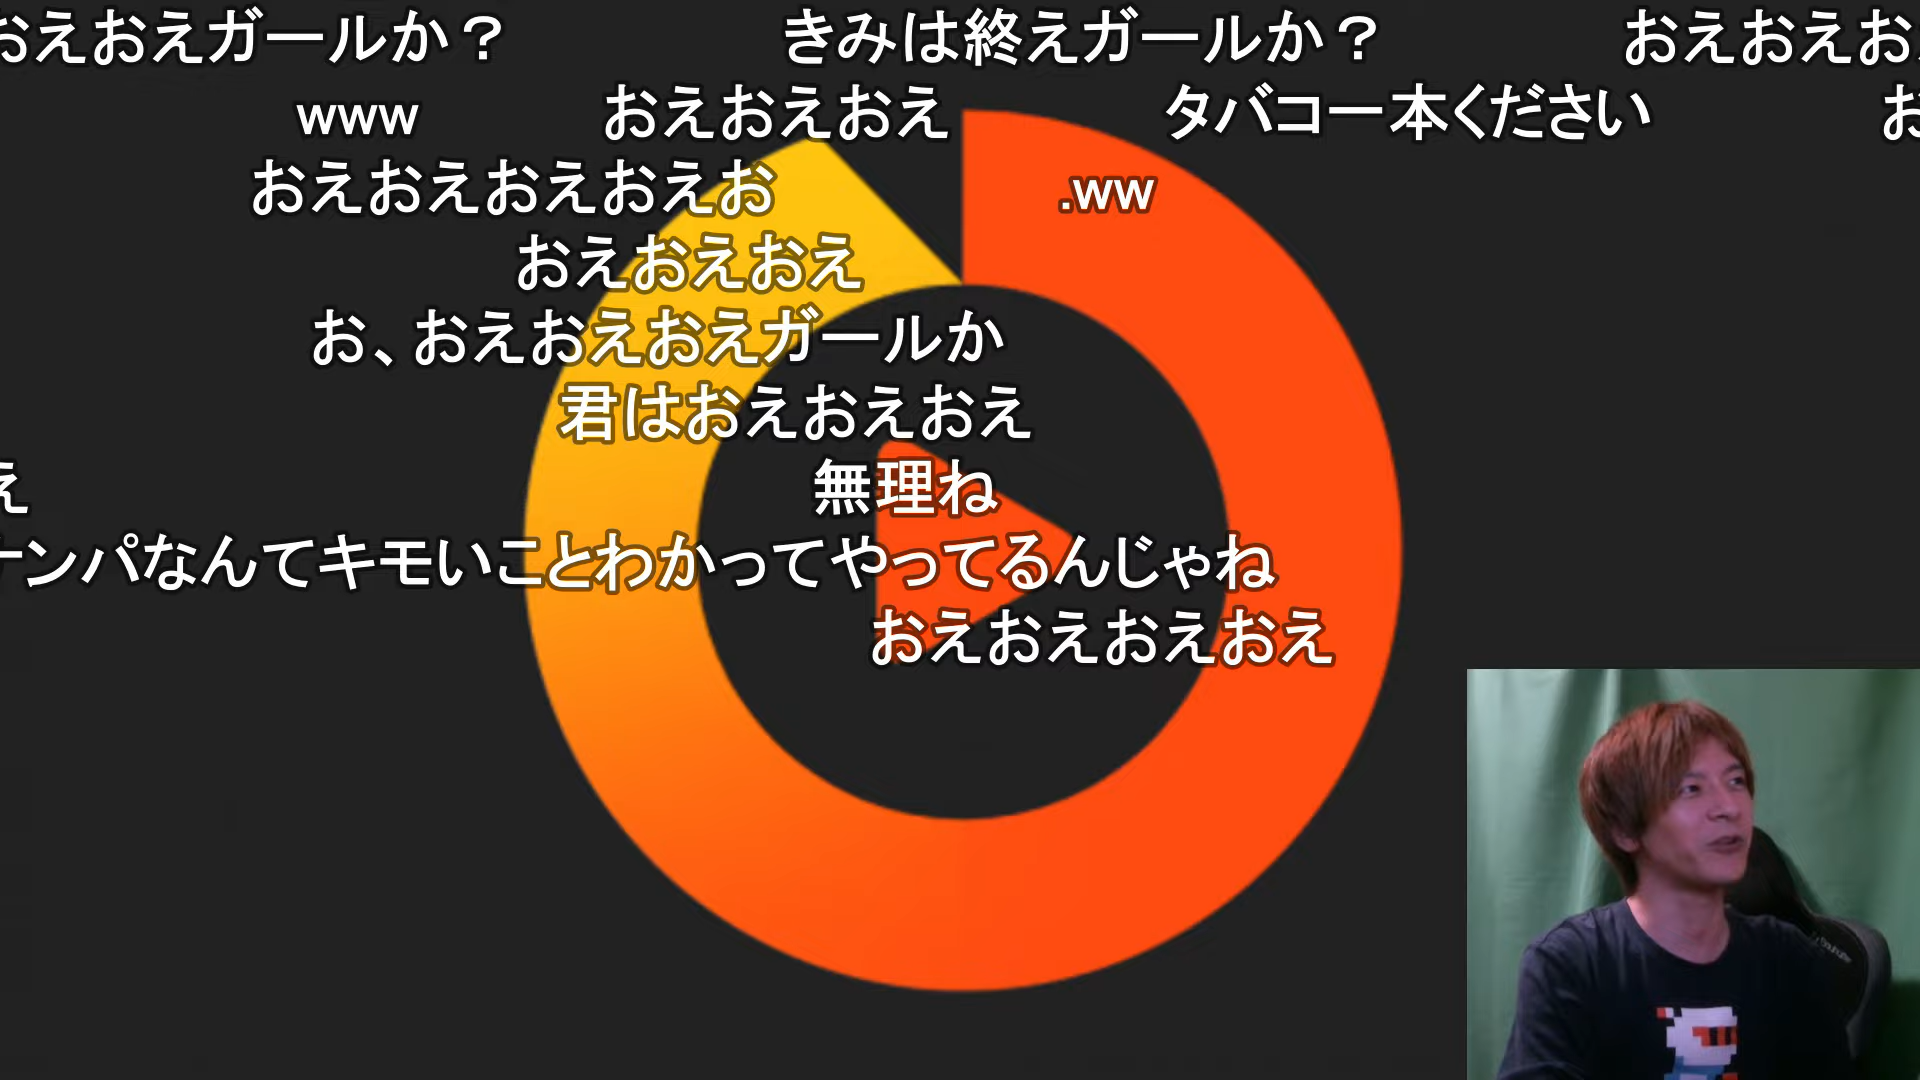 おえおえガールか？ きみは終えガールか？ おえおえお
www おえおえおえ タバコ一本ください お
おえおえおえおえお .ww
おえおえおえ
お、おえおえおえガールか
君はおえおえおえ
え 無理ね
ナンパなんてキモいことわかってやってるんじゃね
おえおえおえおえ